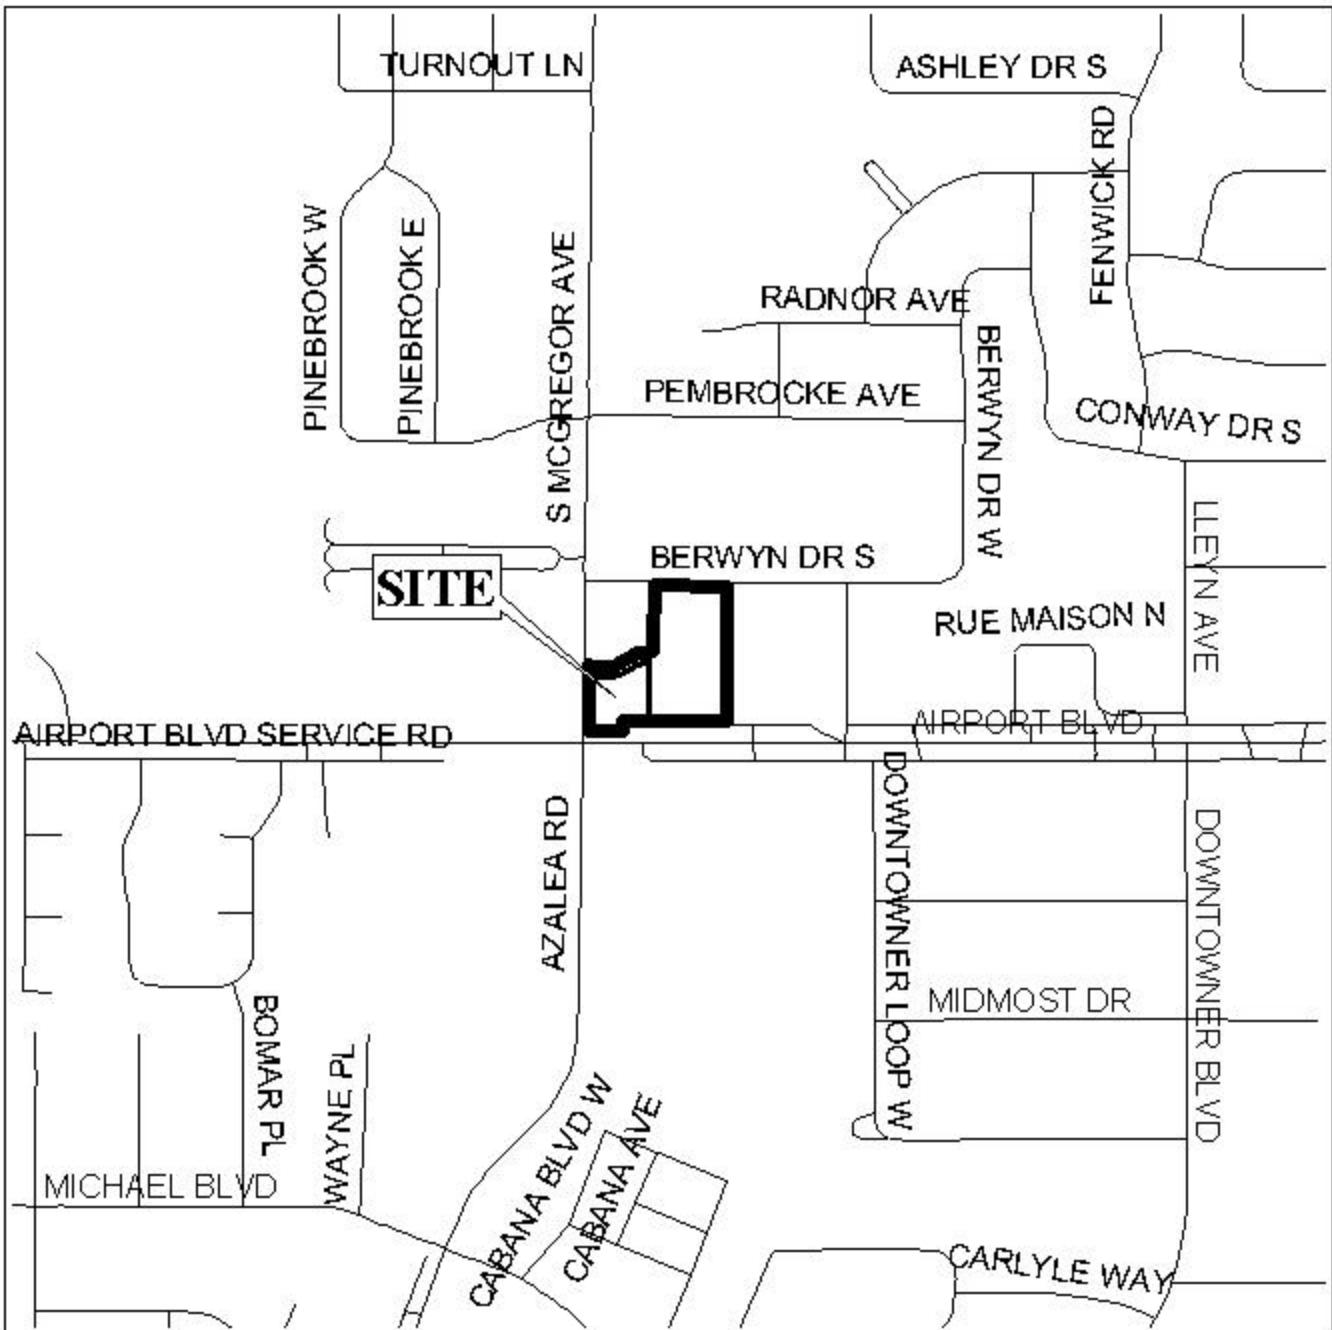 TURNOUT LN
ASHLEY DR S
FENWICK RD
PINEBROOK W
PINEBROOK E
S MCGREGOR AVE
RADNOR AVE
BERWYN DR W
PEMBROCKE AVE
CONWAY DR S
LLEYN AVE
BERWYN DR S
SITE
RUE MAISON N
AIRPORT BLVD
AIRPORT BLVD SERVICE RD
DOWNTOWNER LOOP W
AZALEA RD
DOWNTOWNER BLVD
MIDMOST DR
BOMAR PL
WAYNE PL
CABANA BLVD W
CABANA AVE
MICHAEL BLVD
CARLYLE WAY